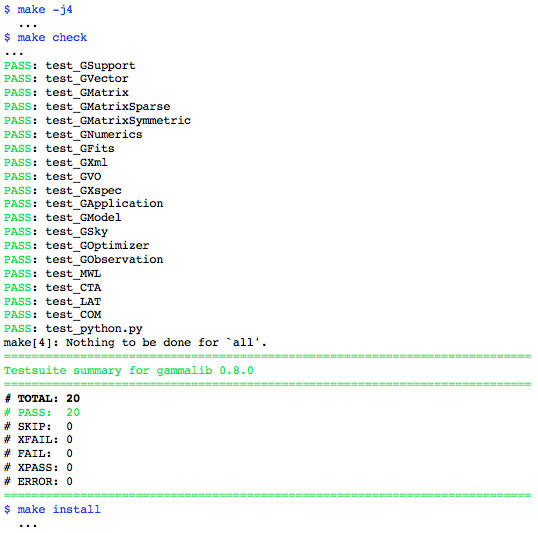 $ make -j4
...
$ make check
...
PASS: test_GSupport
PASS: test_GVector
PASS: test_GMatrix
PASS: test_GMatrixSparse
PASS: test_GMatrixSymmetric
PASS: test_GNumerics
PASS: test_GFits
PASS: test_GXml
PASS: test_GVO
PASS: test_GXspec
PASS: test_GApplication
PASS: test_GModel
PASS: test_GSky
PASS: test_GOptimizer
PASS: test_GObservation
PASS: test_MWL
PASS: test_CTA
PASS: test_LAT
PASS: test_COM
PASS: test_python.py
make[4]: Nothing to be done for `all'.
============================================================================
Testsuite summary for gammalib 0.8.0
============================================================================
# TOTAL: 20
# PASS:  20
# SKIP:  0
# XFAIL: 0
# FAIL:  0
# XPASS: 0
# ERROR: 0
============================================================================
$ make install
...